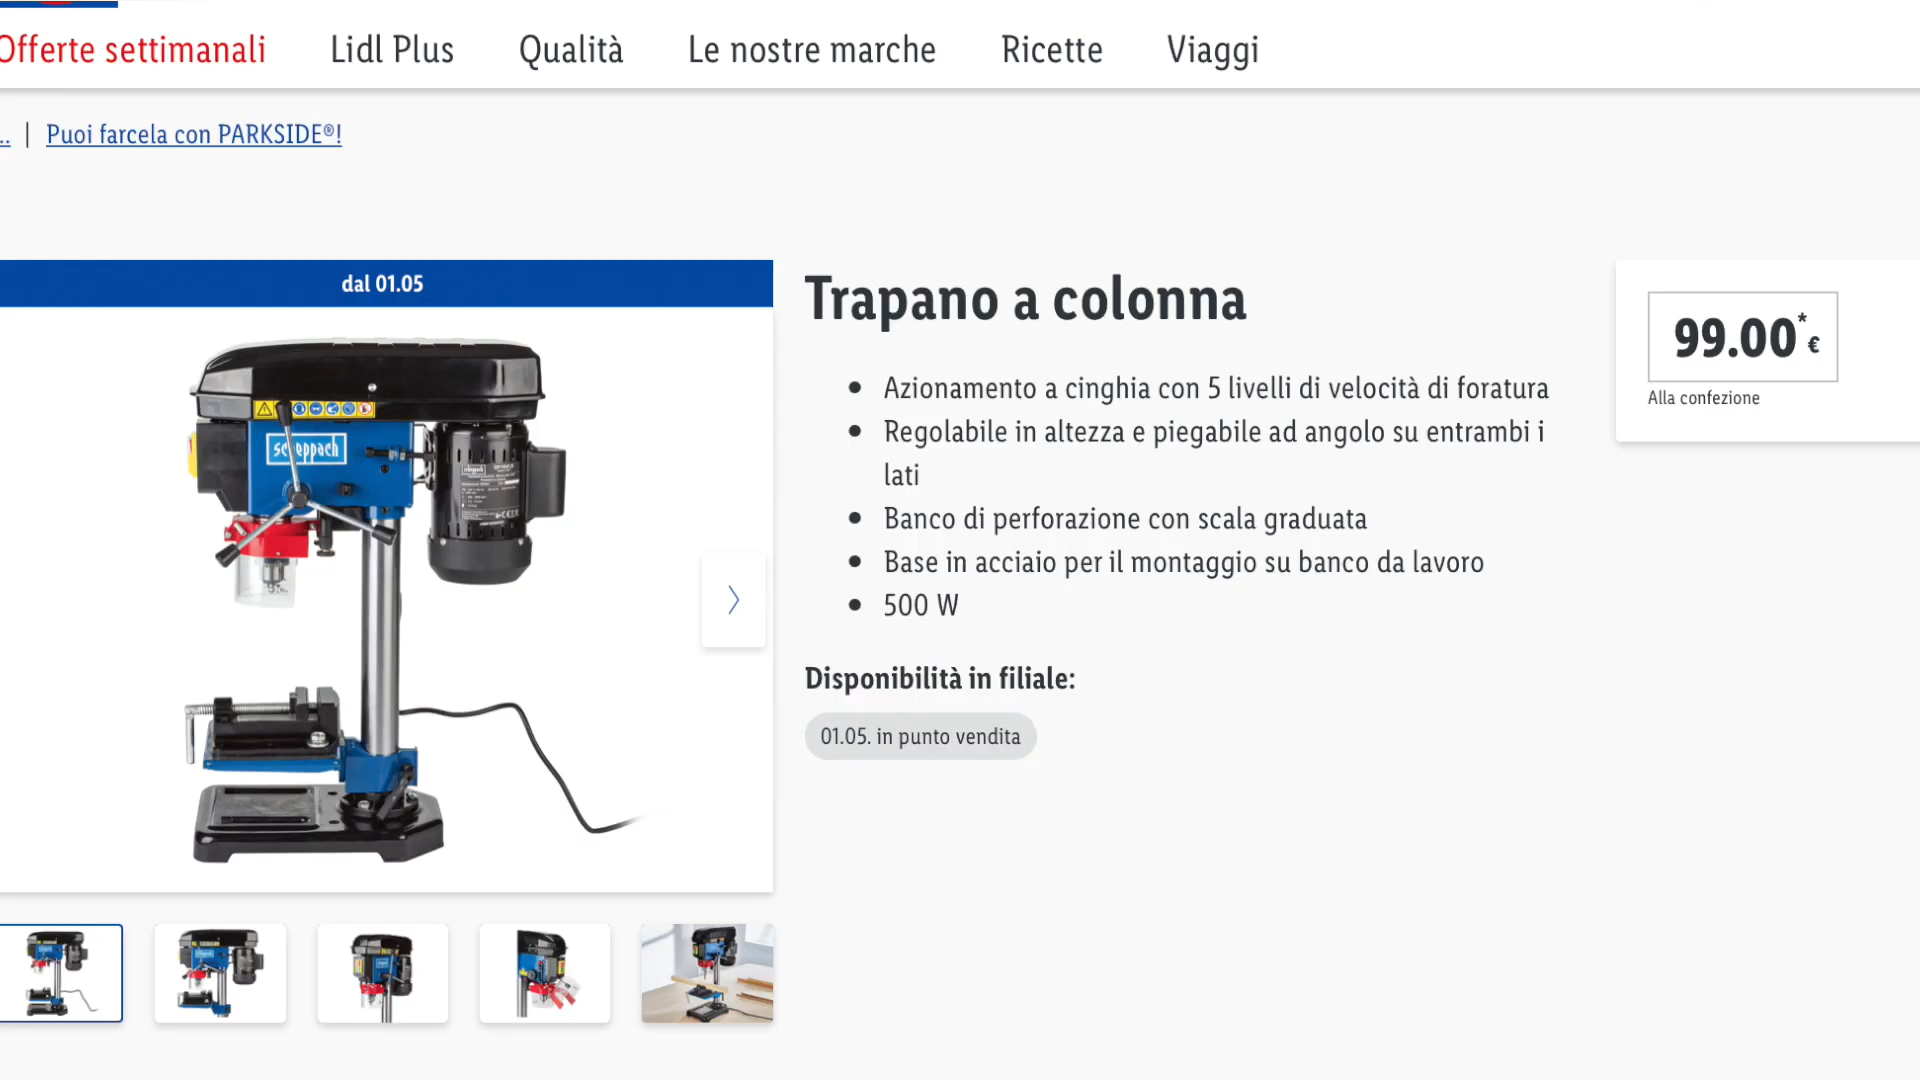 Offerte settimanali Lidl Plus Qualità Le nostre marche Ricette Viaggi
.. | Puoi farcela con PARKSIDE®!
dal 01.05
scheppach
Trapano a colonna
• Azionamento a cinghia con 5 livelli di velocità di foratura
• Regolabile in altezza e piegabile ad angolo su entrambi i
lati
• Banco di perforazione con scala graduata
• Base in acciaio per il montaggio su banco da lavoro
• 500 W
Disponibilità in filiale:
01.05. in punto vendita
99.00*€
Alla confezione